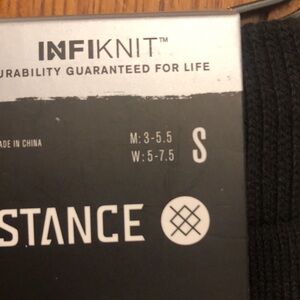 INFIKNIT™
URABILITY GUARANTEED FOR LIFE
ADE IN CHINA
M: 3-5.5
W: 5-7.5
S
STANCE